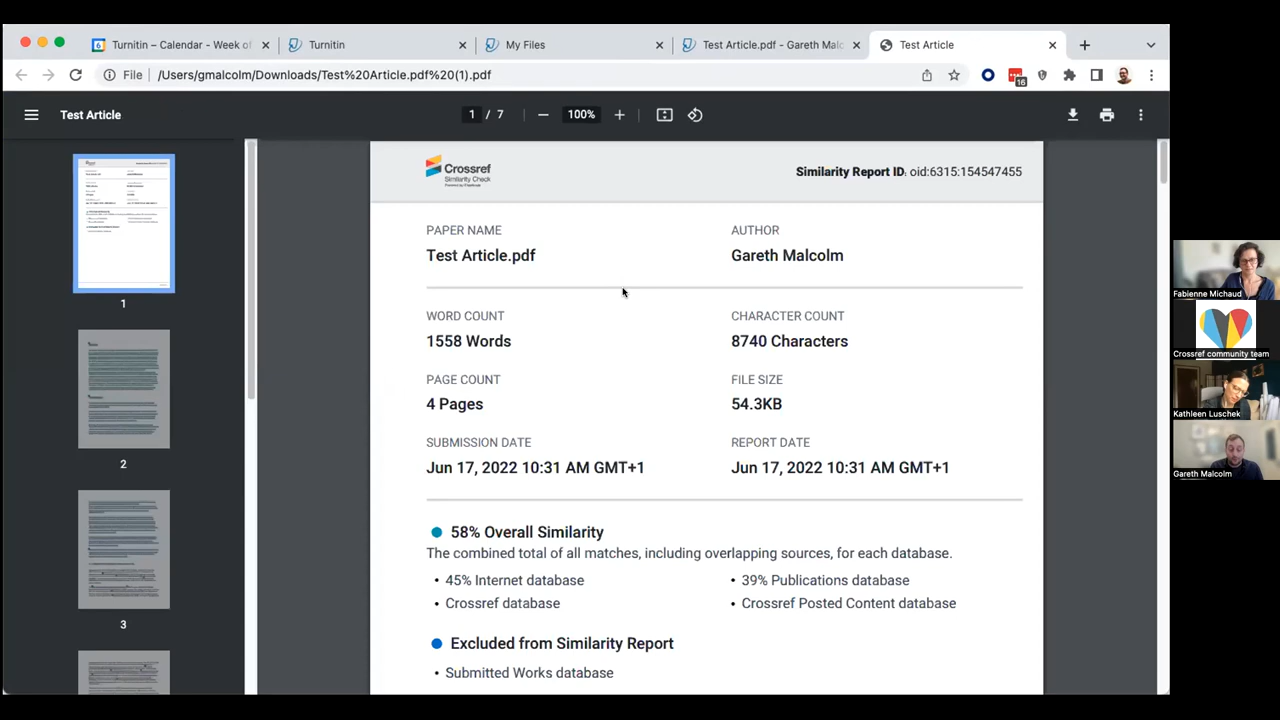 Turnitin – Calendar - Week of
Turnitin
My Files
Test Article.pdf - Gareth Malc
Test Article
File
/Users/gmalcolm/Downloads/Test%20Article.pdf%20(1).pdf
16
Test Article
1 / 7
100%
1
2
3
Crossref
Similarity Check
Similarity Report ID: oid:6315:154547455
PAPER NAME
AUTHOR
Test Article.pdf
Gareth Malcolm
WORD COUNT
CHARACTER COUNT
1558 Words
8740 Characters
PAGE COUNT
FILE SIZE
4 Pages
54.3KB
SUBMISSION DATE
REPORT DATE
Jun 17, 2022 10:31 AM GMT+1
Jun 17, 2022 10:31 AM GMT+1
58% Overall Similarity
The combined total of all matches, including overlapping sources, for each database.
• 45% Internet database
• 39% Publications database
• Crossref database
• Crossref Posted Content database
Excluded from Similarity Report
• Submitted Works database
Fabienne Michaud
Crossref community team
Kathleen Luschek
Gareth Malcolm